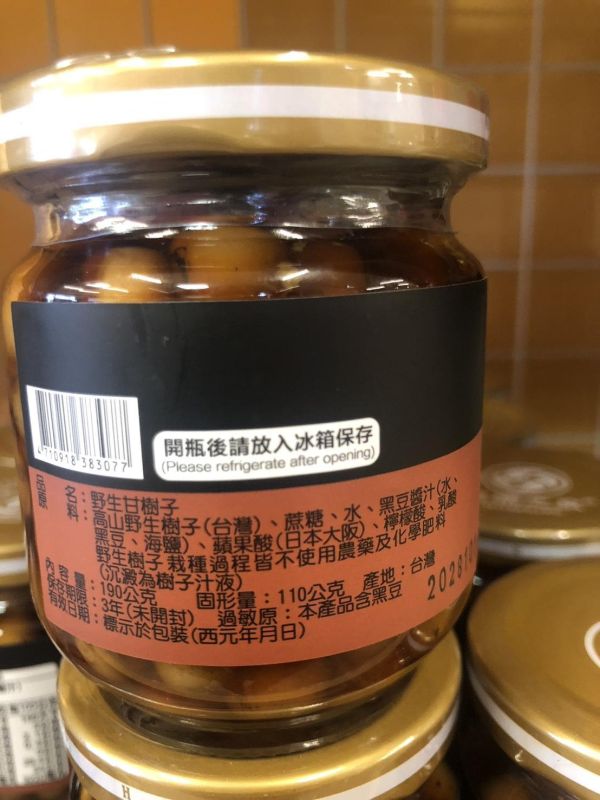 4710918383077
開瓶後請放入冰箱保存
(Please refrigerate after opening)
品　名：野生甘樹子
原　料：高山野生樹子(台灣)、蔗糖、水、黑豆醬汁(水、
黑豆、海鹽)、蘋果酸(日本大阪)、檸檬酸、乳酸
野生樹子栽種過程皆不使用農藥及化學肥料
(沉澱為樹子汁液)
內容量：190公克　固形量：110公克　產地：台灣
保存期限：3年(未開封)　過敏原：本產品含黑豆
有效日期：標示於包裝(西元年月日)
202810
H